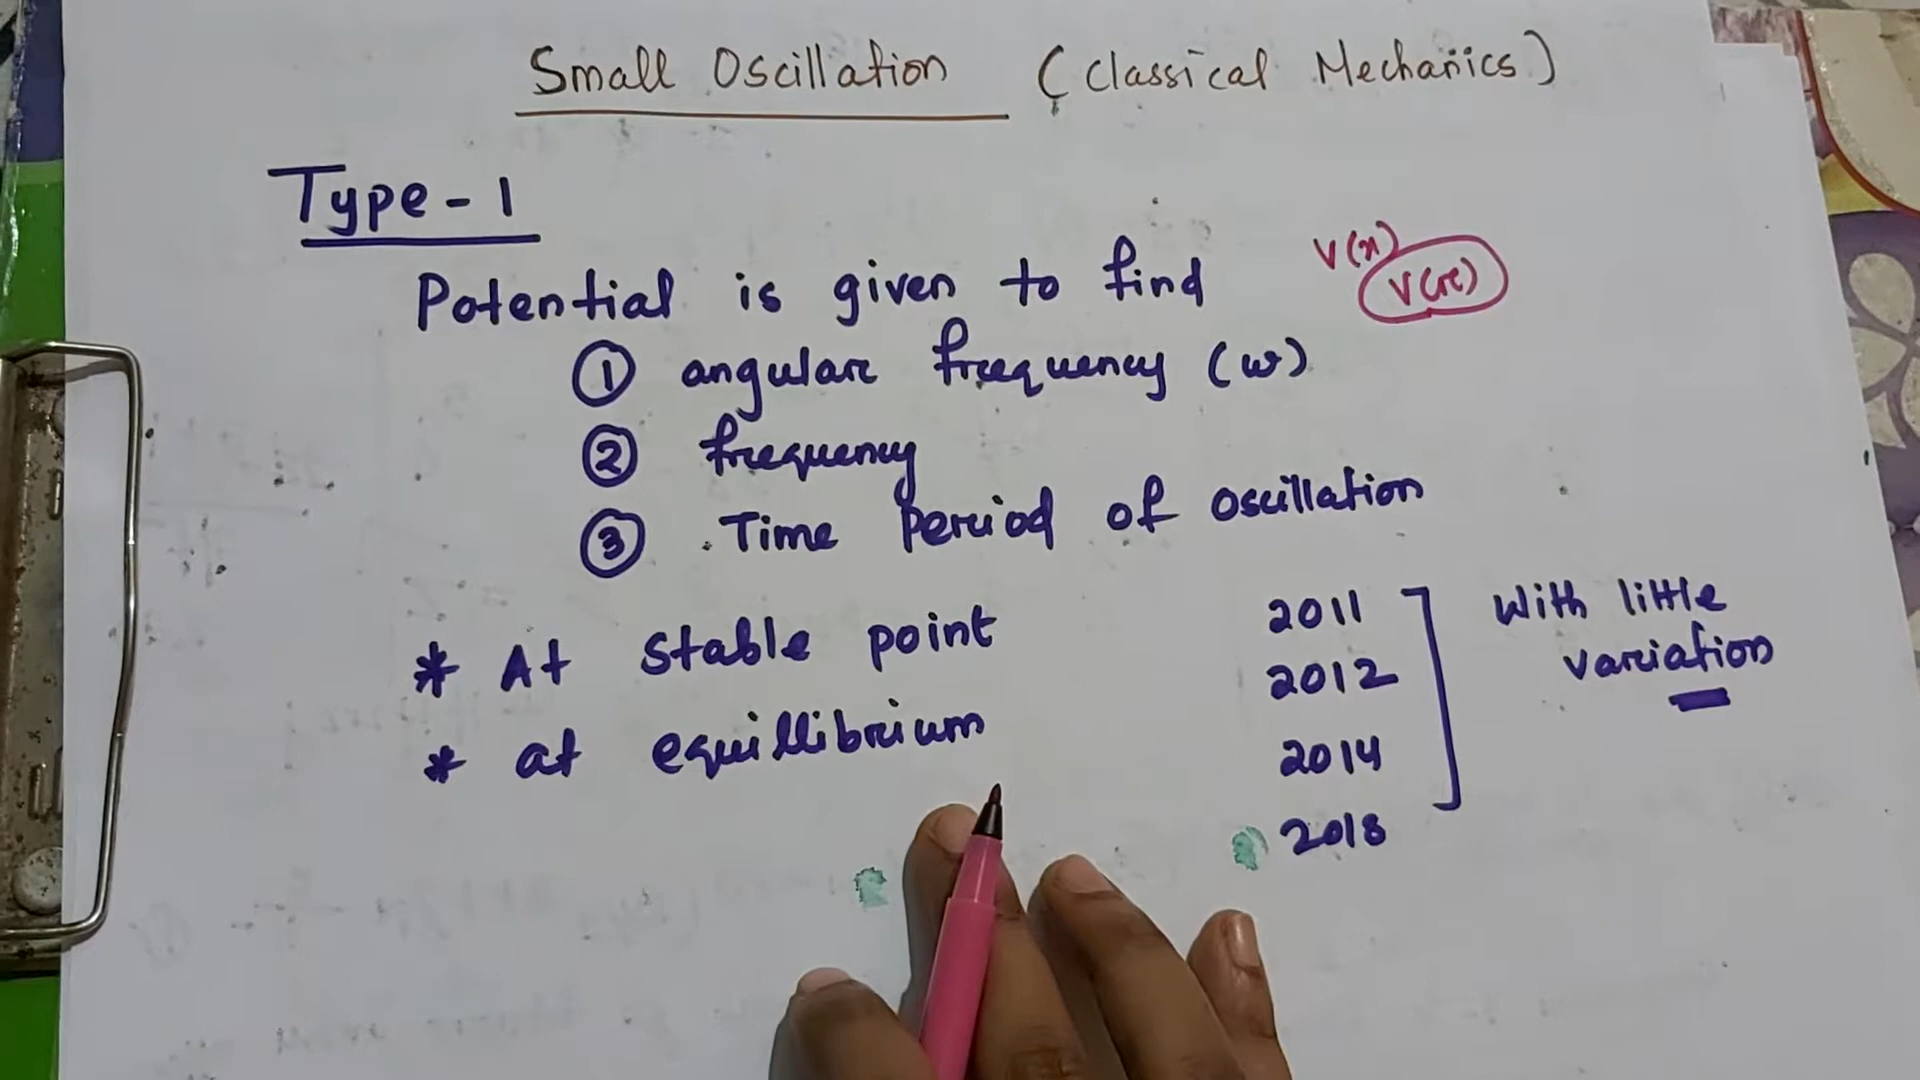 Small Oscillation (Classical Mechanics)
Type-1
Potential is given to find
V(x)
V(r)
① angular frequency (ω)
② frequency
③ Time Period of oscillation
* At stable point
* at equillibrium
2011
2012
2014
2018
With little
variation